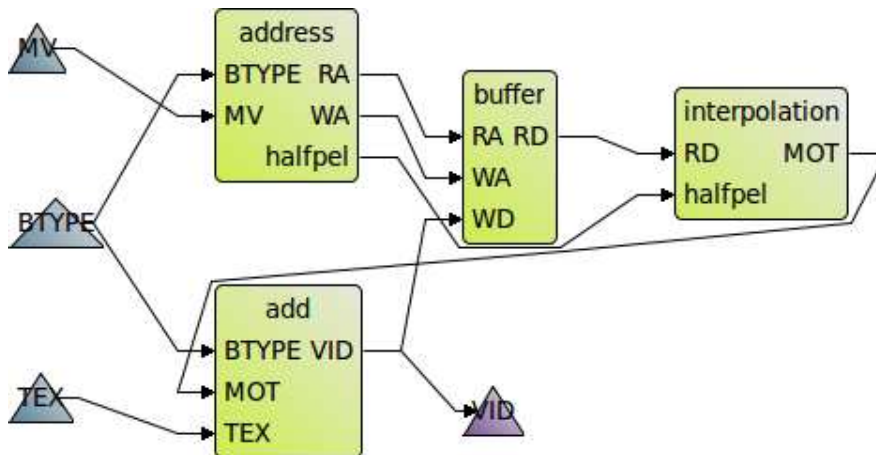 MV
address
BTYPE RA
MV WA
halfpel
buffer
RA RD
WA
WD
interpolation
RD MOT
halfpel
BTYPE
add
BTYPE VID
MOT
TEX
TEX
VID